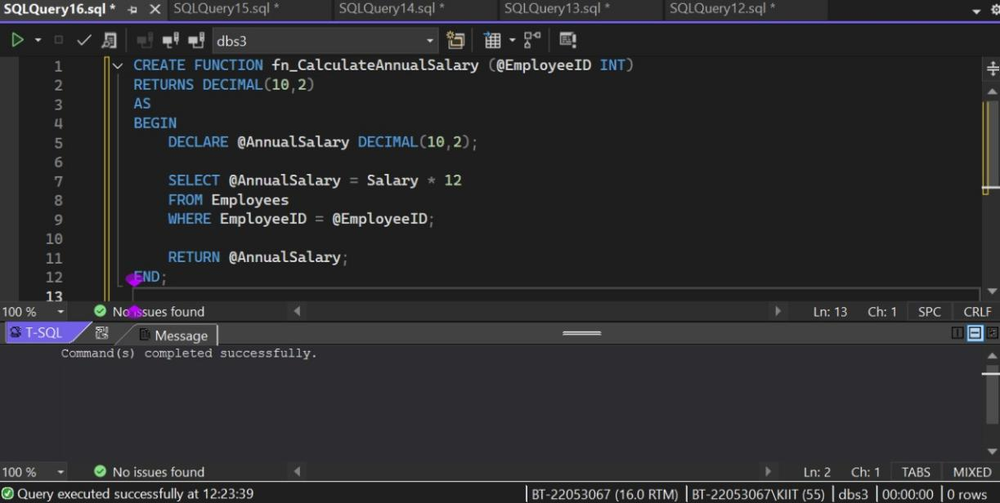 SQLQuery16.sql * SQLQuery15.sql * SQLQuery14.sql * SQLQuery13.sql * SQLQuery12.sql *
dbs3
1 CREATE FUNCTION fn_CalculateAnnualSalary (@EmployeeID INT)
2 RETURNS DECIMAL(10,2)
3 AS
4 BEGIN
5 DECLARE @AnnualSalary DECIMAL(10,2);
6
7 SELECT @AnnualSalary = Salary * 12
8 FROM Employees
9 WHERE EmployeeID = @EmployeeID;
10
11 RETURN @AnnualSalary;
12 END;
13
100 % No issues found Ln: 13 Ch: 1 SPC CRLF
T-SQL Message
Command(s) completed successfully.
100 % No issues found Ln: 2 Ch: 1 TABS MIXED
Query executed successfully at 12:23:39 BT-22053067 (16.0 RTM) BT-22053067\KIIT (55) dbs3 00:00:00 0 rows